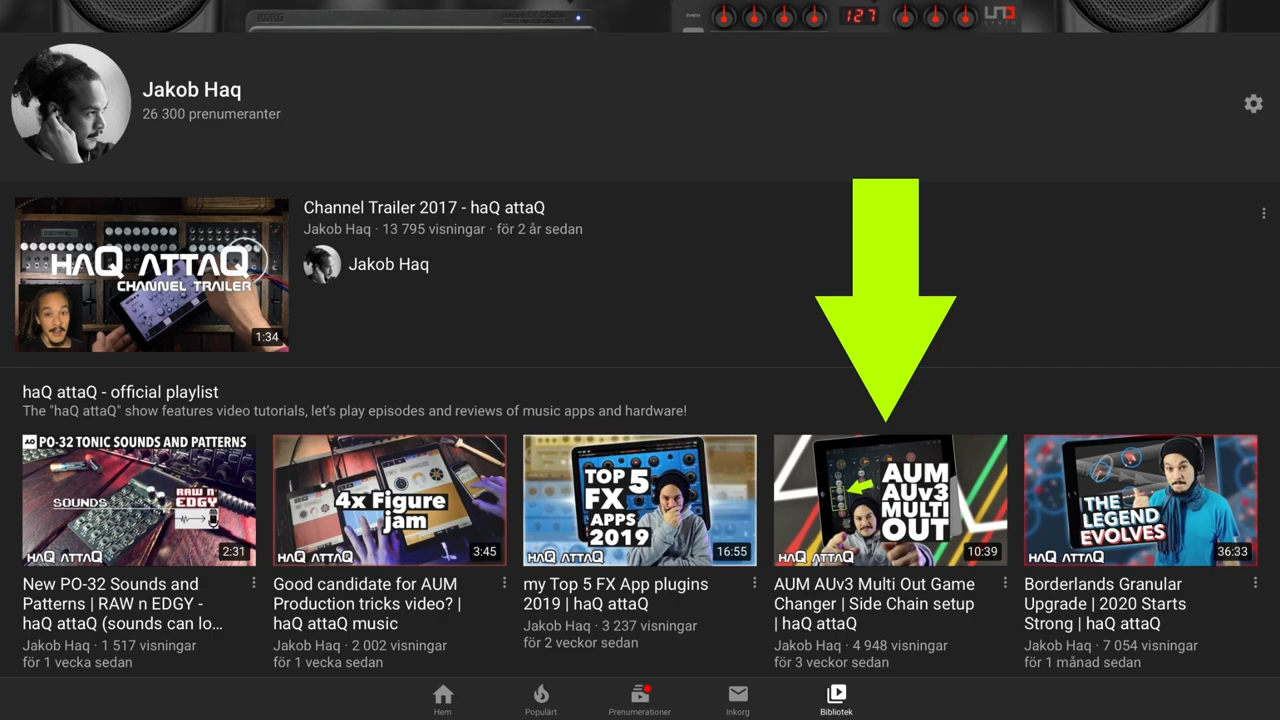 KORG
127
UNO
SYNTH
Jakob Haq
26 300 prenumeranter
HAQ ATTAQ
CHANNEL TRAILER
1:34
Channel Trailer 2017 - haQ attaQ
Jakob Haq · 13 795 visningar · för 2 år sedan
Jakob Haq
haQ attaQ - official playlist
The "haQ attaQ" show features video tutorials, let's play episodes and reviews of music apps and hardware!
PO-32 TONIC SOUNDS AND PATTERNS
SOUNDS
RAW n'
EDGY
HAQ ATTAQ
2:31
New PO-32 Sounds and
Patterns | RAW n EDGY -
haQ attaQ (sounds can lo...
Jakob Haq · 1 517 visningar
för 1 vecka sedan
4x Figure
jam
HAQ ATTAQ
3:45
Good candidate for AUM
Production tricks video? |
haQ attaQ music
Jakob Haq · 2 002 visningar
för 1 vecka sedan
TOP 5
FX
APPS
2019
HAQ ATTAQ
16:55
my Top 5 FX App plugins
2019 | haQ attaQ
Jakob Haq · 3 237 visningar
för 2 veckor sedan
AUM
AUv3
MULTI
OUT
HAQ ATTAQ
10:39
AUM AUv3 Multi Out Game
Changer | Side Chain setup
| haQ attaQ
Jakob Haq · 4 948 visningar
för 3 veckor sedan
THE
LEGEND
EVOLVES
HAQ ATTAQ
36:33
Borderlands Granular
Upgrade | 2020 Starts
Strong | haQ attaQ
Jakob Haq · 7 054 visningar
för 1 månad sedan
Hem
Populärt
Prenumerationer
Inkorg
Bibliotek